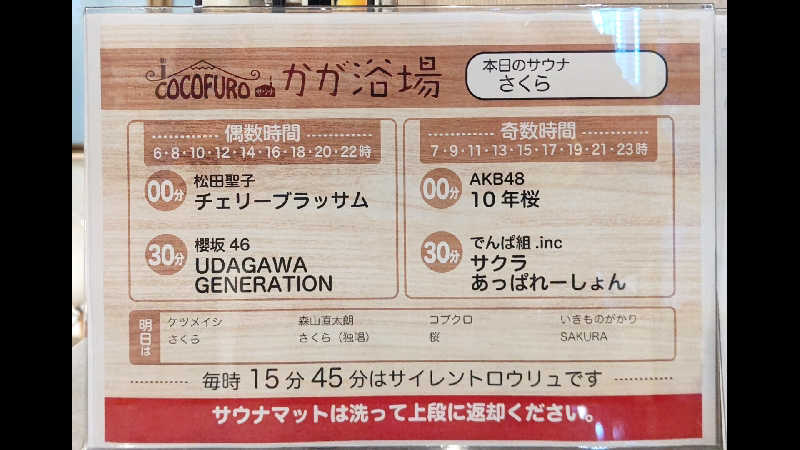 COCOFURO サウナ かが浴場
本日のサウナ
さくら
偶数時間
6・8・10・12・14・16・18・20・22時
00分 松田聖子
チェリーブラッサム
30分 櫻坂46
UDAGAWA
GENERATION
奇数時間
7・9・11・13・15・17・19・21・23時
00分 AKB48
10年桜
30分 でんぱ組.inc
サクラ
あっぱれーしょん
明日は
ケツメイシ
さくら
森山直太朗
さくら（独唱）
コブクロ
桜
いきものがかり
SAKURA
毎時 15分 45分はサイレントロウリュです
サウナマットは洗って上段に返却ください。